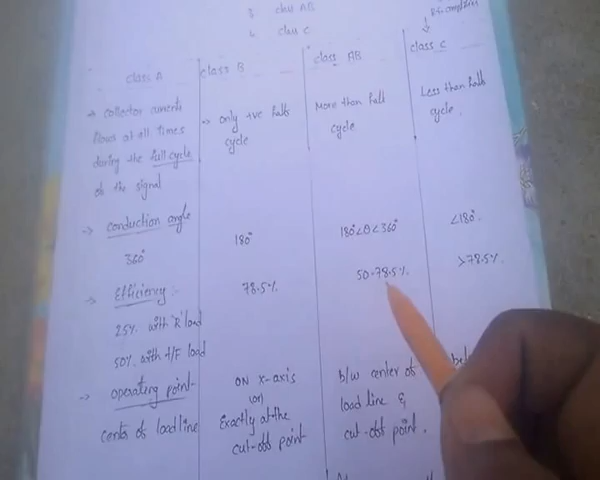 3 class AB
4 class C
class A
→ collector current
flows at all times
during the full cycle
of the signal
→ conduction angle
360°
→ Efficiency :-
25% with 'R' load
50% with T/F load
→ operating point-
center of load line
class B
→ only +ve half
cycle
180°
78.5%
ON X-axis
(or)
Exactly at the
cut-off point
class AB
More than half
cycle
180°<θ<360°
50-78.5%
b/w center of
load line &
cut-off point.
class C
Less than half
cycle.
<180°.
>78.5%